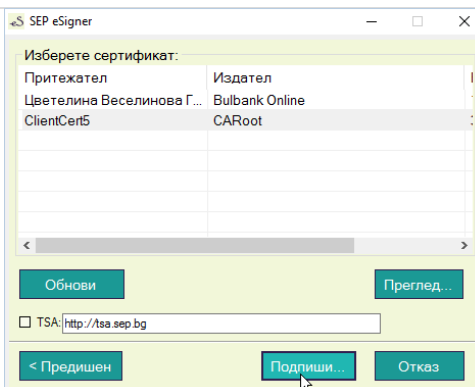 eS SEP eSigner
Изберете сертификат:
Притежател Издател
Цветелина Веселинова Г... Bulbank Online
ClientCert5 CARoot
Обнови Преглед...
TSA: http://tsa.sep.bg
< Предишен Подпиши... Отказ